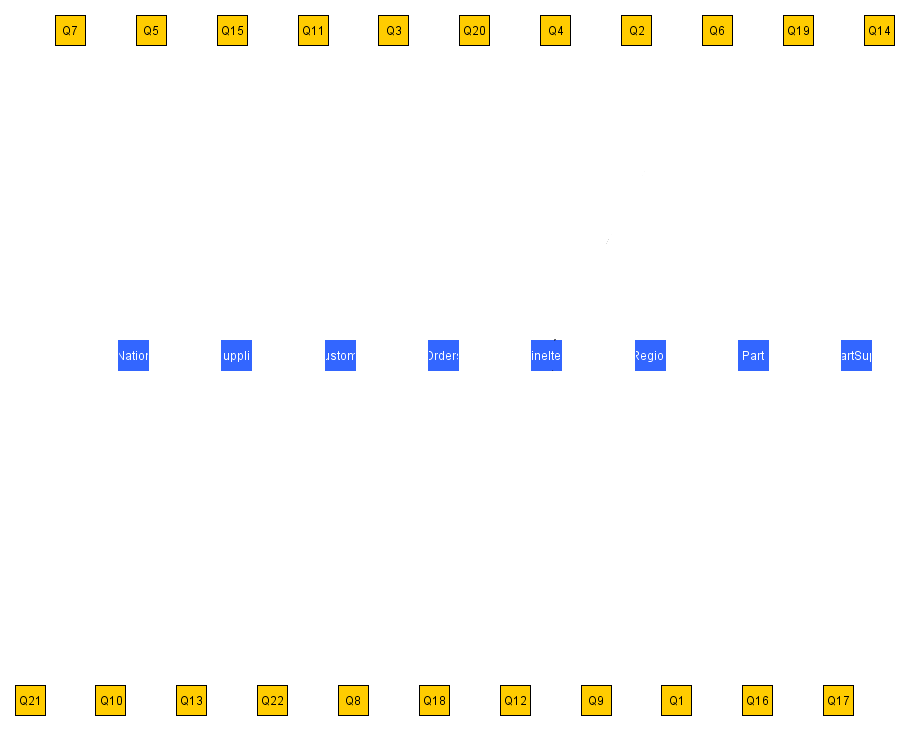 Q7 Q5 Q15 Q11 Q3 Q20 Q4 Q2 Q6 Q19 Q14
Nation uppli ustom Orders ineite Regio Part artSup
Q21 Q10 Q13 Q22 Q8 Q18 Q12 Q9 Q1 Q16 Q17